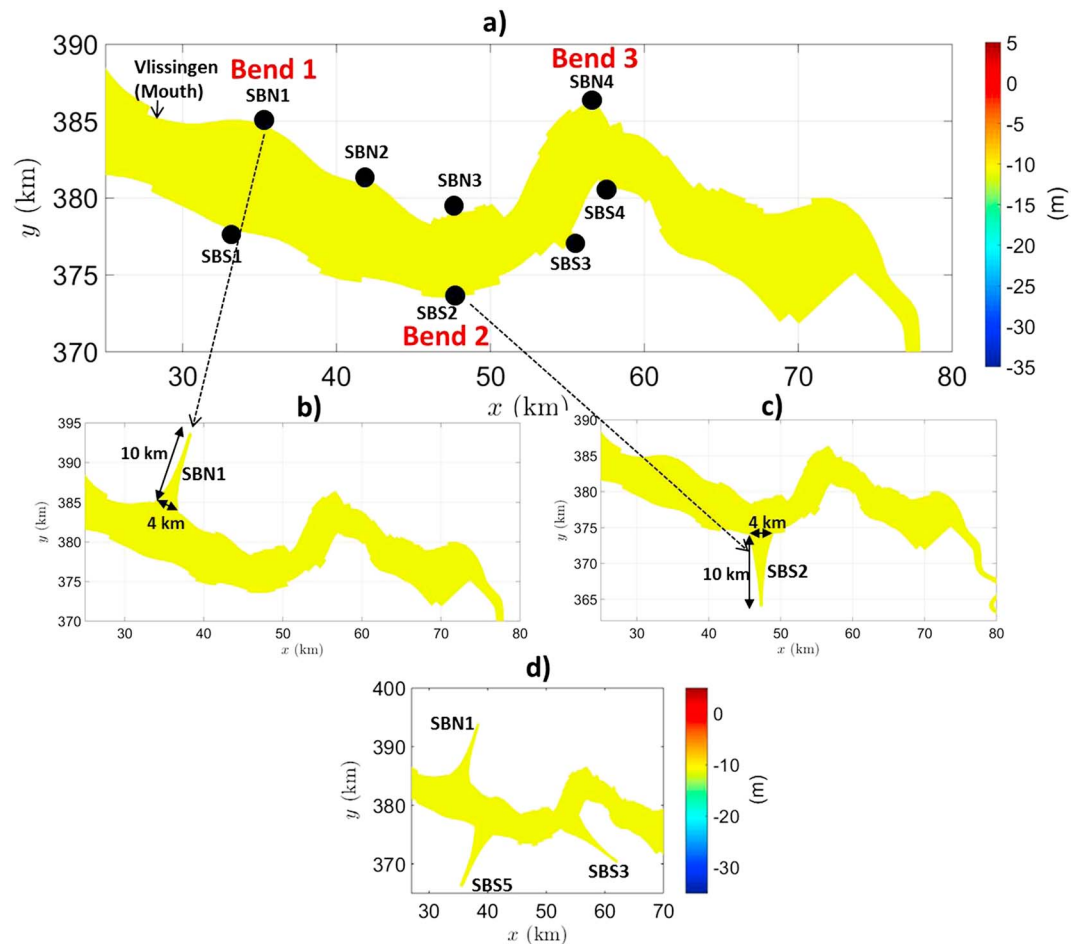 a)
390
385
380
375
370
y (km)
Vlissingen
(Mouth)
Bend 1
SBN1
SBN2
SBN3
Bend 3
SBN4
SBS4
SBS3
SBS1
SBS2
Bend 2
30 40 50 60 70 80
x (km)
5
0
-5
-10
-15
-20
-25
-30
-35
(m)
b)
395
390
385
380
375
370
y (km)
10 km
SBN1
4 km
30 40 50 60 70 80
x (km)
c)
390
385
380
375
370
365
y (km)
4 km
10 km
SBS2
30 40 50 60 70 80
x (km)
d)
400
390
380
370
y (km)
SBN1
SBS5
SBS3
30 40 50 60 70
x (km)
0
-10
-20
-30
(m)